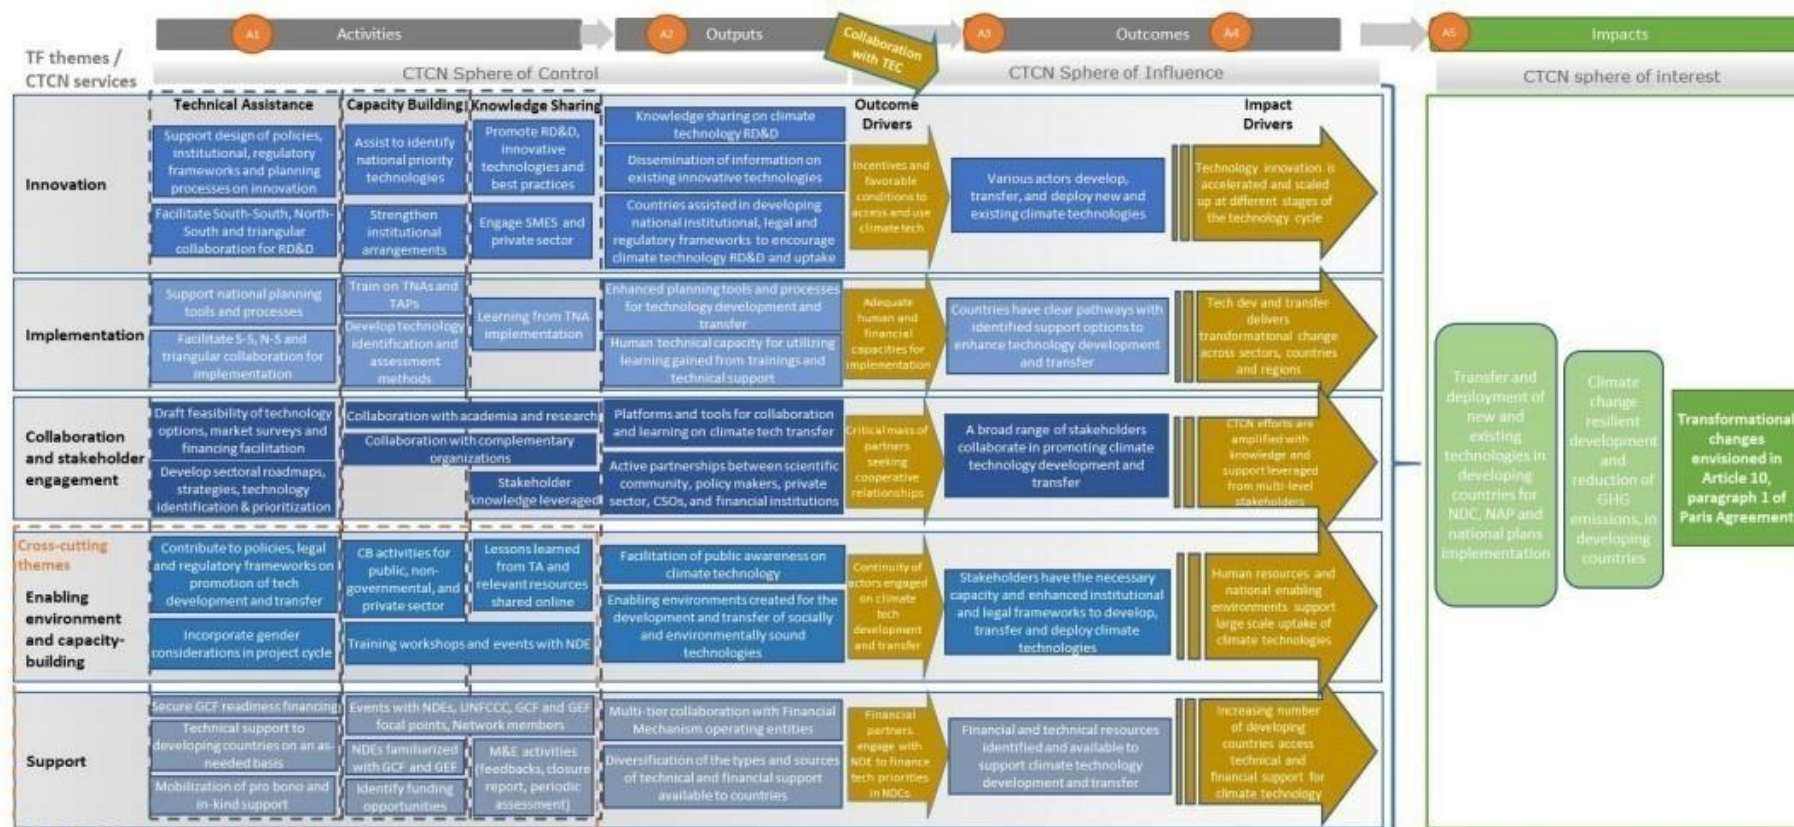 A1
Activities
A2
Outputs
Collaboration
with TEC
A3
Outcomes
A4
A5
Impacts
TF themes /
CTCN services
CTCN Sphere of Control
CTCN Sphere of Influence
CTCN sphere of interest
Technical Assistance
Capacity Building
Knowledge Sharing
Outcome
Drivers
Impact
Drivers
Innovation
Support design of policies,
institutional, regulatory
frameworks and planning
processes on innovation
Facilitate South-South, North-
South and triangular
collaboration for RD&D
Assist to identify
national priority
technologies
Strengthen
institutional
arrangements
Promote RD&D,
innovative
technologies and
best practices
Engage SMES and
private sector
Knowledge sharing on climate
technology RD&D
Dissemination of information on
existing innovative technologies
Countries assisted in developing
national institutional, legal and
regulatory frameworks to encourage
climate technology RD&D and uptake
Incentives and
favorable
conditions to
access and use
climate tech
Various actors develop,
transfer, and deploy new and
existing climate technologies
Technology innovation is
accelerated and scaled
up at different stages of
the technology cycle
Implementation
Support national planning
tools and processes
Facilitate S-S, N-S and
triangular collaboration for
implementation
Train on TNAs and
TAPs
Develop technology
identification and
assessment
methods
Learning from TNA
implementation
Enhanced planning tools and processes
for technology development and
transfer
Human technical capacity for utilizing
learning gained from trainings and
technical support
Adequate
human and
financial
capacities for
implementation
Countries have clear pathways with
identified support options to
enhance technology development
and transfer
Tech dev and transfer
delivers
transformational change
across sectors, countries
and regions
Collaboration
and stakeholder
engagement
Draft feasibility of technology
options, market surveys and
financing facilitation
Develop sectoral roadmaps,
strategies, technology
identification & prioritization
Collaboration with academia and research
Collaboration with complementary
organizations
Stakeholder
knowledge leveraged
Platforms and tools for collaboration
and learning on climate tech transfer
Active partnerships between scientific
community, policy makers, private
sector, CSOs, and financial institutions
Critical mass of
partners
seeking
cooperative
relationships
A broad range of stakeholders
collaborate in promoting climate
technology development and
transfer
CTCN efforts are
amplified with
knowledge and
support leveraged
from multi-level
stakeholders
Cross-cutting
themes
Enabling
environment
and capacity-
building
Contribute to policies, legal
and regulatory frameworks on
promotion of tech
development and transfer
Incorporate gender
considerations in project cycle
CB activities for
public, non-
governmental, and
private sector
Lessons learned
from TA and
relevant resources
shared online
Training workshops and events with NDE
Facilitation of public awareness on
climate technology
Enabling environments created for the
development and transfer of socially
and environmentally sound
technologies
Continuity of
actors engaged
on climate
tech
development
and transfer
Stakeholders have the necessary
capacity and enhanced institutional
and legal frameworks to develop,
transfer and deploy climate
technologies
Human resources and
national enabling
environments support
large scale uptake of
climate technologies
Support
Secure GCF readiness financing
Technical support to
developing countries on an as-
needed basis
Mobilization of pro bono and
in-kind support
Events with NDEs, UNFCCC, GCF and GEF
focal points, Network members
NDEs familiarized
with GCF and GEF
Identify funding
opportunities
M&E activities
(feedbacks, closure
report, periodic
assessment)
Multi-tier collaboration with Financial
Mechanism operating entities
Diversification of the types and sources
of technical and financial support
available to countries
Financial
partners
engage with
NDE to finance
tech priorities
in NDCs
Financial and technical resources
identified and available to
support climate technology
development and transfer
Increasing number
of developing
countries access
technical and
financial support for
climate technology
Transfer and
deployment of
new and
existing
technologies in
developing
countries for
NDC, NAP and
national plans
implementation
Climate
change
resilient
development
and
reduction of
GHG
emissions, in
developing
countries
Transformational
changes
envisioned in
Article 10,
paragraph 1 of
Paris Agreement